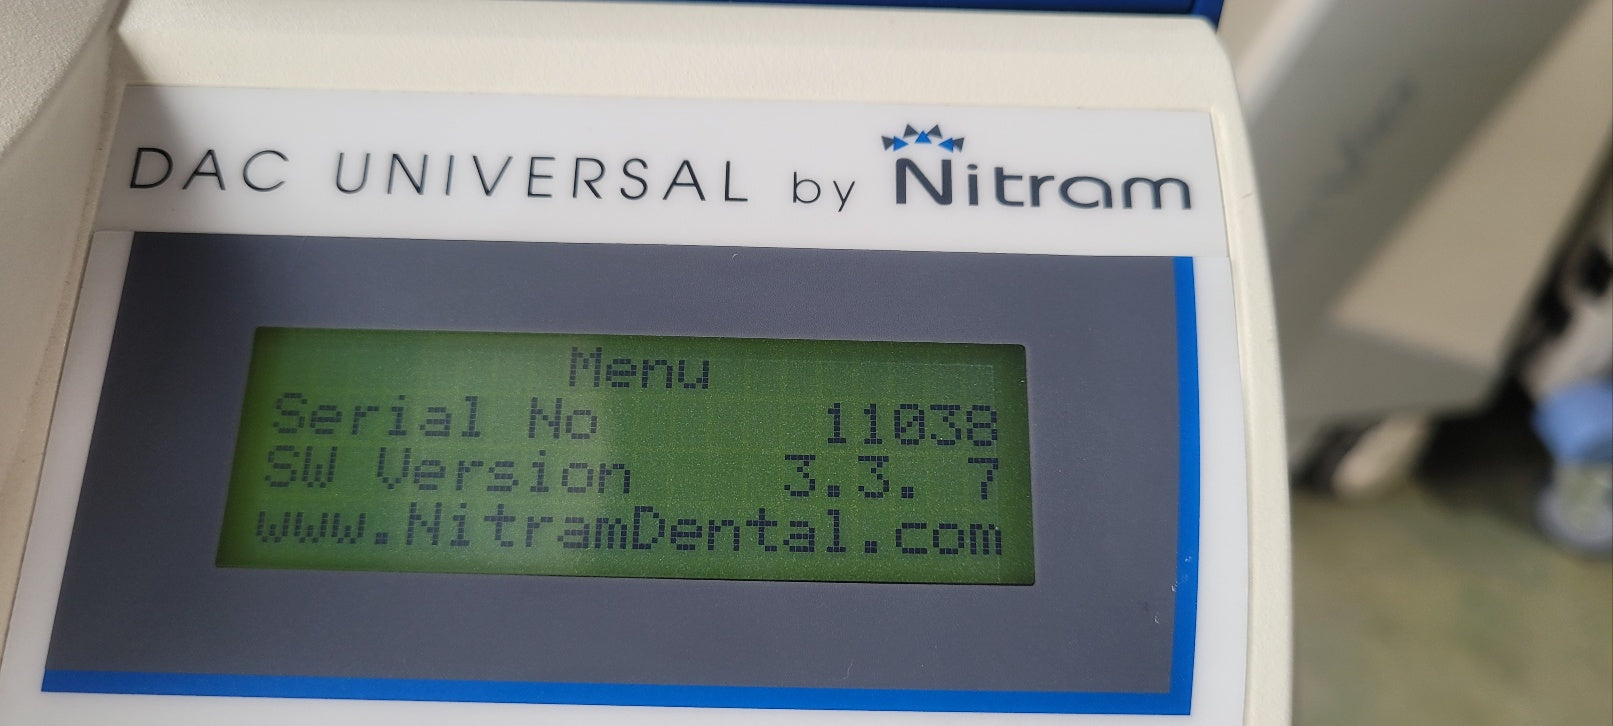 DAC UNIVERSAL by Nitram
Menu
Serial No 11038
SW Version 3.3. 7
www.NitramDental.com